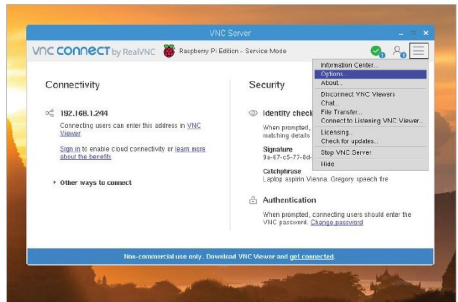 VNC Server
VNC CONNECT by RealVNC Raspberry Pi Edition - Service Mode
Information Center...
Options...
About...
Disconnect VNC Viewers
Chat...
File Transfer...
Connect to Listening VNC Viewer...
Licensing...
Check for updates...
Stop VNC Server
Hide
Connectivity
192.168.1.244
Connecting users can enter this address in VNC
Viewer
Sign in to enable cloud connectivity or learn more
about the benefits
Other ways to connect
Security
Identity check
When prompted,
matching details
Signature
Catchphrase
Laptop aspirin Vienna. Gregory speech fire
Authentication
When prompted, connecting users should enter the
VNC password. Change password
Non-commercial use only. Download VNC Viewer and get connected.